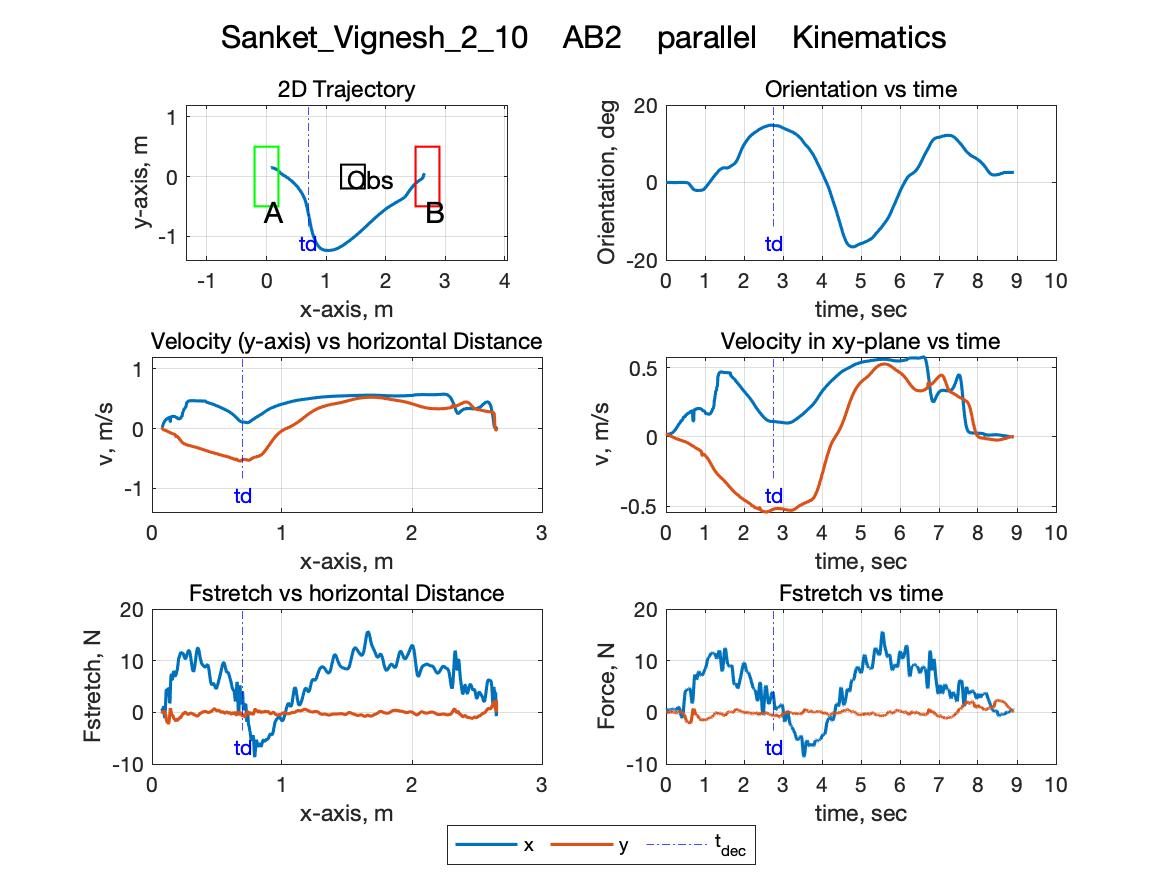 Sanket_Vignesh_2_10 AB2 parallel Kinematics
2D Trajectory
y-axis, m
1
0
-1
A
td
Obs
B
-1 0 1 2 3 4
x-axis, m
Orientation vs time
Orientation, deg
20
0
-20
td
0 1 2 3 4 5 6 7 8 9 10
time, sec
Velocity (y-axis) vs horizontal Distance
v, m/s
1
0
-1
td
0 1 2 3
x-axis, m
Velocity in xy-plane vs time
v, m/s
0.5
0
-0.5
td
0 1 2 3 4 5 6 7 8 9 10
time, sec
Fstretch vs horizontal Distance
Fstretch, N
20
10
0
-10
td
0 1 2 3
x-axis, m
Fstretch vs time
Force, N
20
10
0
-10
td
0 1 2 3 4 5 6 7 8 9 10
time, sec
x y tdec